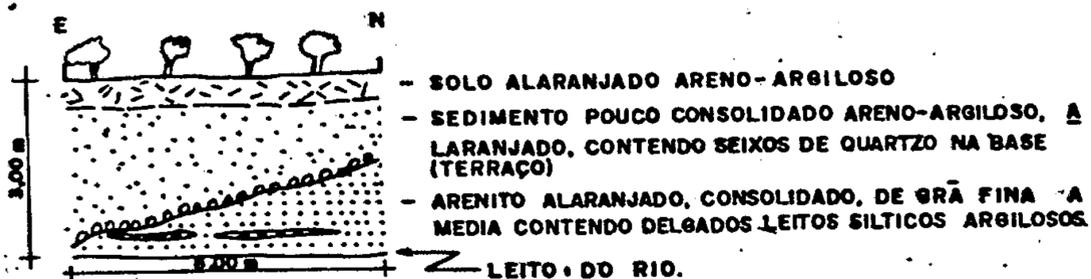 E N
– SOLO ALARANJADO ARENO-ARGILOSO
– SEDIMENTO POUCO CONSOLIDADO ARENO-ARGILOSO, A
LARANJADO, CONTENDO SEIXOS DE QUARTZO NA BASE
(TERRAÇO)
– ARENITO ALARANJADO, CONSOLIDADO, DE GRÃ FINA A
MEDIA CONTENDO DELGADOS LEITOS SILTICOS ARGILOSOS.
LEITO DO RIO.